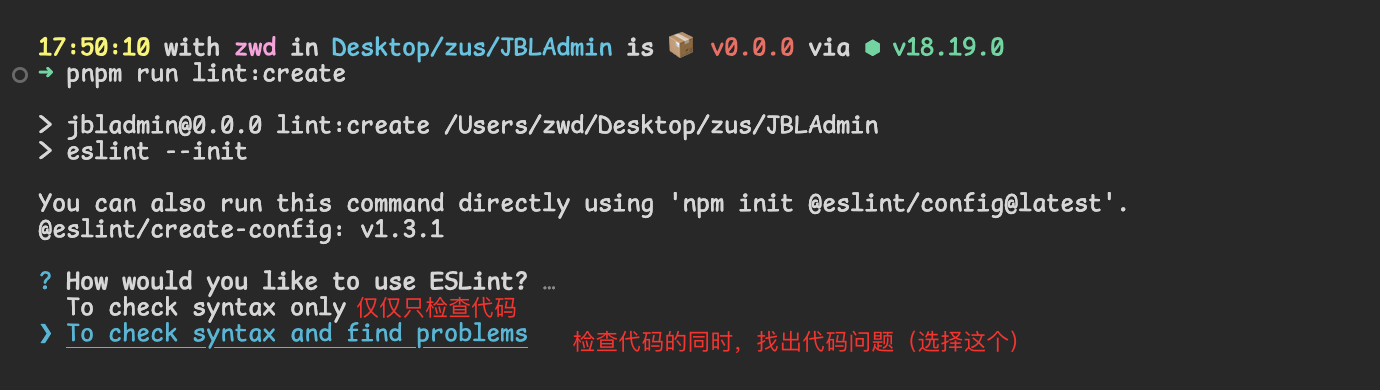 17:50:10 with zwd in Desktop/zus/JBLAdmin is 📦 v0.0.0 via ⬢ v18.19.0
➜ pnpm run lint:create
> jbladmin@0.0.0 lint:create /Users/zwd/Desktop/zus/JBLAdmin
> eslint --init
You can also run this command directly using 'npm init @eslint/config@latest'.
@eslint/create-config: v1.3.1
? How would you like to use ESLint? …
To check syntax only 仅仅只检查代码
❯ To check syntax and find problems 检查代码的同时，找出代码问题（选择这个）